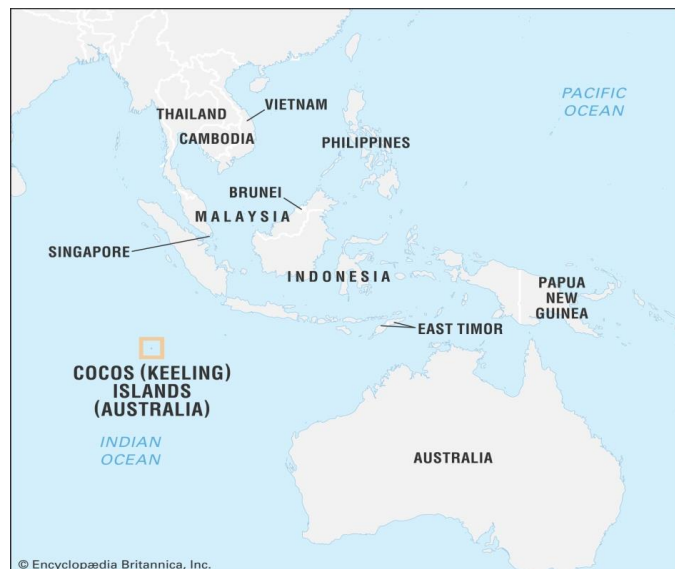 PACIFIC
OCEAN
THAILAND
VIETNAM
CAMBODIA
PHILIPPINES
BRUNEI
MALAYSIA
SINGAPORE
INDONESIA
PAPUA
NEW
GUINEA
EAST TIMOR
COCOS (KEELING)
ISLANDS
(AUSTRALIA)
INDIAN
OCEAN
AUSTRALIA
© Encyclopædia Britannica, Inc.